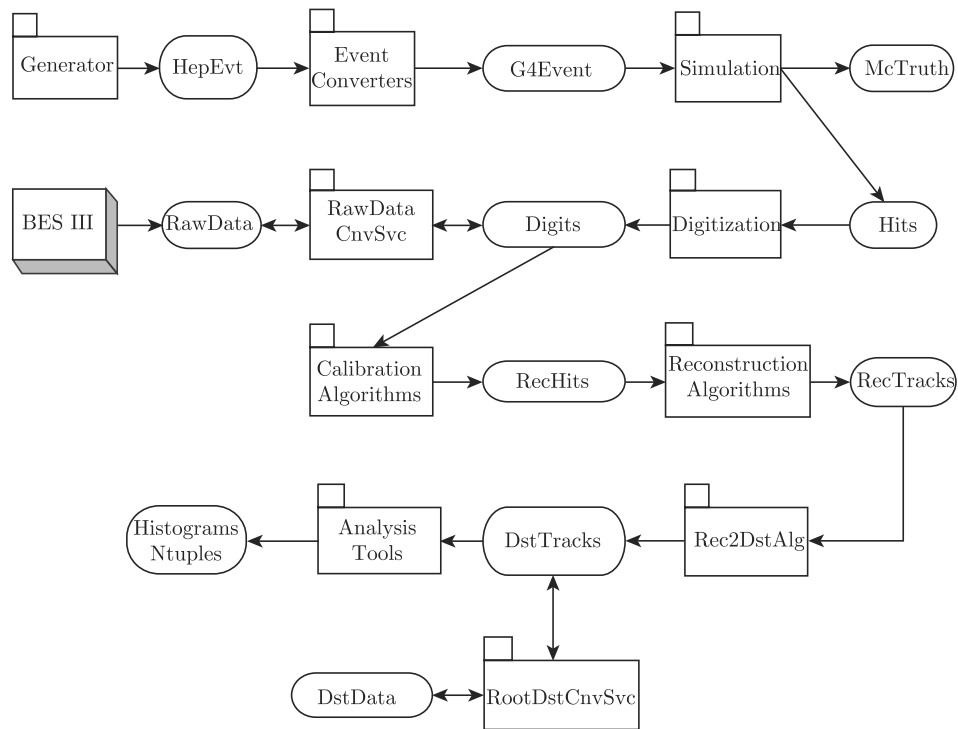 Generator
HepEvt
Event
Converters
G4Event
Simulation
McTruth
BES III
RawData
RawData
CnvSvc
Digits
Digitization
Hits
Calibration
Algorithms
RecHits
Reconstruction
Algorithms
RecTracks
Histograms
Ntuples
Analysis
Tools
DstTracks
Rec2DstAlg
DstData
RootDstCnvSvc